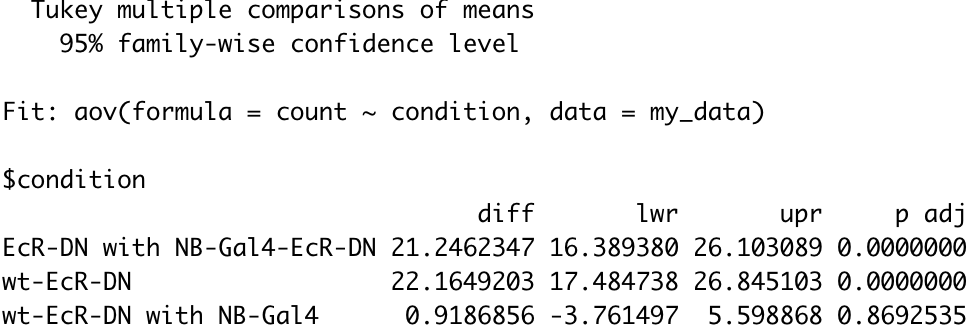 Tukey multiple comparisons of means
95% family-wise confidence level
Fit: aov(formula = count ~ condition, data = my_data)
$condition
diff lwr upr p adj
EcR-DN with NB-Gal4-EcR-DN 21.2462347 16.389380 26.103089 0.0000000
wt-EcR-DN 22.1649203 17.484738 26.845103 0.0000000
wt-EcR-DN with NB-Gal4 0.9186856 -3.761497 5.598868 0.8692535